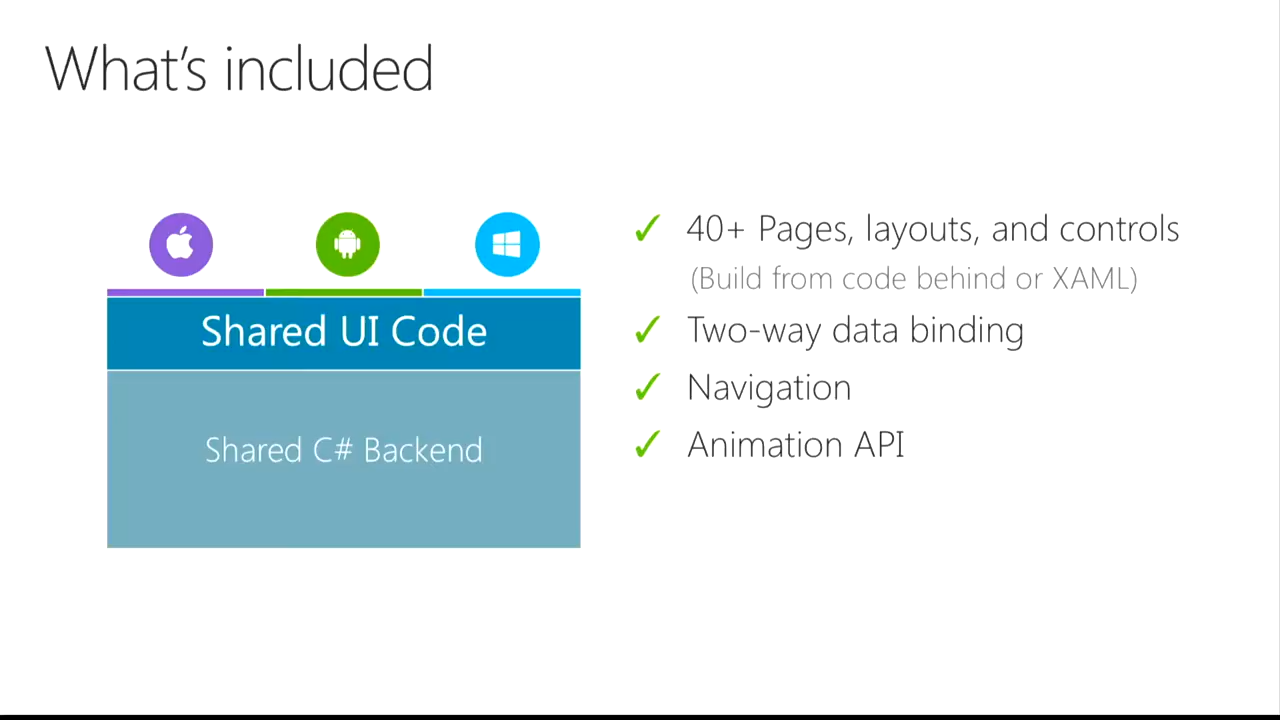 What's included
Shared UI Code
Shared C# Backend
✓ 40+ Pages, layouts, and controls
(Build from code behind or XAML)
✓ Two-way data binding
✓ Navigation
✓ Animation API